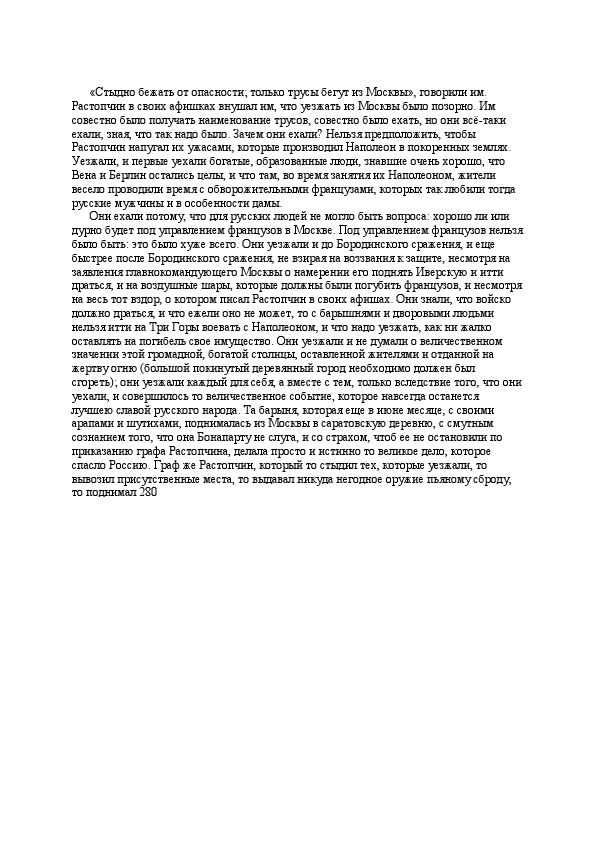 «Стыдно бежать от опасности; только трусы бегут из Москвы», говорили им.
Растопчин в своих афишках внушал им, что уезжать из Москвы было позорно. Им
совестно было получать наименование трусов, совестно было ехать, но они всё-таки
ехали, зная, что так надо было. Зачем они ехали? Нельзя предположить, чтобы
Растопчин напугал их ужасами, которые производил Наполеон в покоренных землях.
Уезжали, и первые уехали богатые, образованные люди, знавшие очень хорошо, что
Вена и Берлин остались целы, и что там, во время занятия их Наполеоном, жители
весело проводили время с обворожительными французами, которых так любили тогда
русские мужчины и в особенности дамы.
Они ехали потому, что для русских людей не могло быть вопроса: хорошо ли или
дурно будет под управлением французов в Москве. Под управлением французов нельзя
было быть: это было хуже всего. Они уезжали и до Бородинского сражения, и еще
быстрее после Бородинского сражения, не взирая на воззвания к защите, несмотря на
заявления главнокомандующего Москвы о намерении его поднять Иверскую и итти
драться, и на воздушные шары, которые должны были погубить французов, и несмотря
на весь тот вздор, о котором писал Растопчин в своих афишах. Они знали, что войско
должно драться, и что ежели оно не может, то с барышнями и дворовыми людьми
нельзя итти на Три Горы воевать с Наполеоном, и что надо уезжать, как ни жалко
оставлять на погибель свое имущество. Они уезжали и не думали о величественном
значении этой громадной, богатой столицы, оставленной жителями и отданной на
жертву огню (большой покинутый деревянный город необходимо должен был
сгореть); они уезжали каждый для себя, а вместе с тем, только вследствие того, что они
уехали, и совершилось то величественное событие, которое навсегда останется
лучшею славой русского народа. Та барыня, которая еще в июне месяце, с своими
арапами и шутихами, поднималась из Москвы в саратовскую деревню, с смутным
сознанием того, что она Бонапарту не слуга, и со страхом, чтоб ее не остановили по
приказанию графа Растопчина, делала просто и истинно то великое дело, которое
спасло Россию. Граф же Растопчин, который то стыдил тех, которые уезжали, то
вывозил присутственные места, то выдавал никуда негодное оружие пьяному сброду,
то поднимал 280